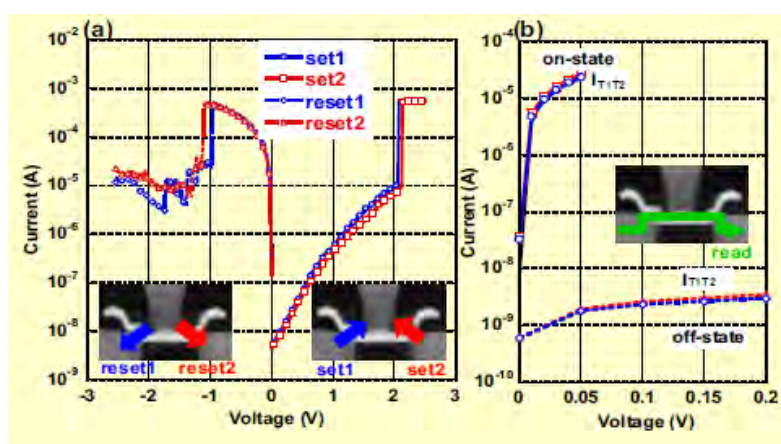 (a)
10⁻²
10⁻³
10⁻⁴
10⁻⁵
10⁻⁶
10⁻⁷
10⁻⁸
10⁻⁹
Current (A)
set1
set2
reset1
reset2
reset1 reset2
set1 set2
-3 -2 -1 0 1 2 3
Voltage (V)
(b)
10⁻⁴
10⁻⁵
10⁻⁶
10⁻⁷
10⁻⁸
10⁻⁹
10⁻¹⁰
Current (A)
on-state
I_T1T2
read
I_T1T2
off-state
0 0.05 0.1 0.15 0.2
Voltage (V)